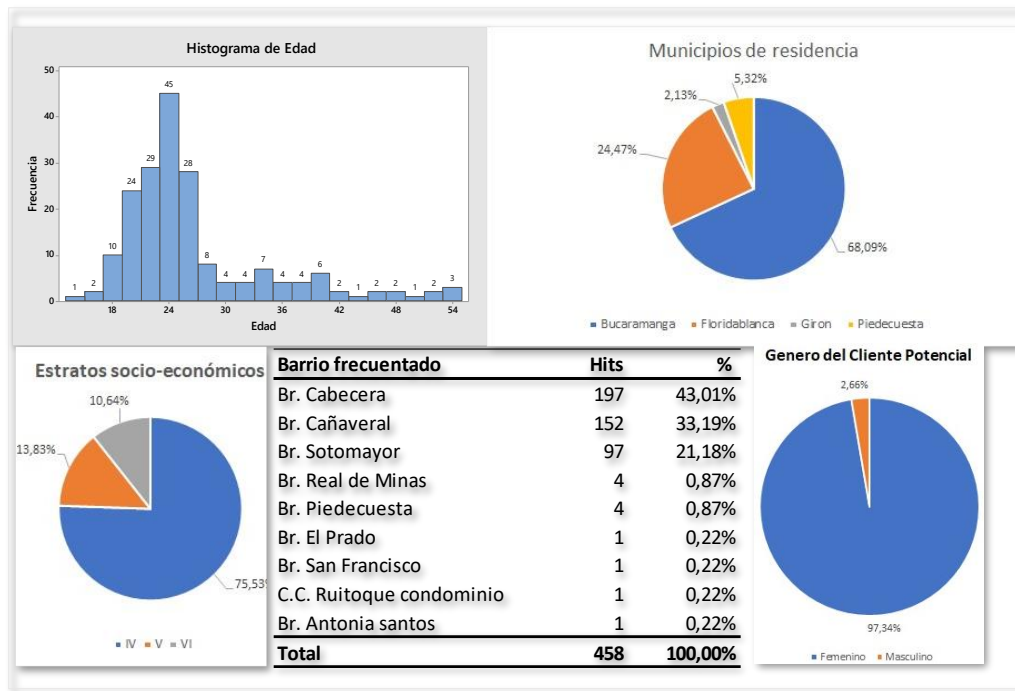 Histograma de Edad
50
40
30
20
10
0
Frecuencia
1
2
10
24
29
45
28
8
4
4
7
4
4
6
2
1
2
2
1
2
3
18
24
30
36
42
48
54
Edad
Municipios de residencia
5,32%
2,13%
24,47%
68,09%
Bucaramanga Floridablanca Giron Piedecuesta
Estratos socio-económicos
10,64%
13,83%
75,53%
IV V VI
Barrio frecuentado Hits %
Br. Cabecera 197 43,01%
Br. Cañaveral 152 33,19%
Br. Sotomayor 97 21,18%
Br. Real de Minas 4 0,87%
Br. Piedecuesta 4 0,87%
Br. El Prado 1 0,22%
Br. San Francisco 1 0,22%
C.C. Ruitoque condominio 1 0,22%
Br. Antonia santos 1 0,22%
Total 458 100,00%
Genero del Cliente Potencial
2,66%
97,34%
Femenino Masculino